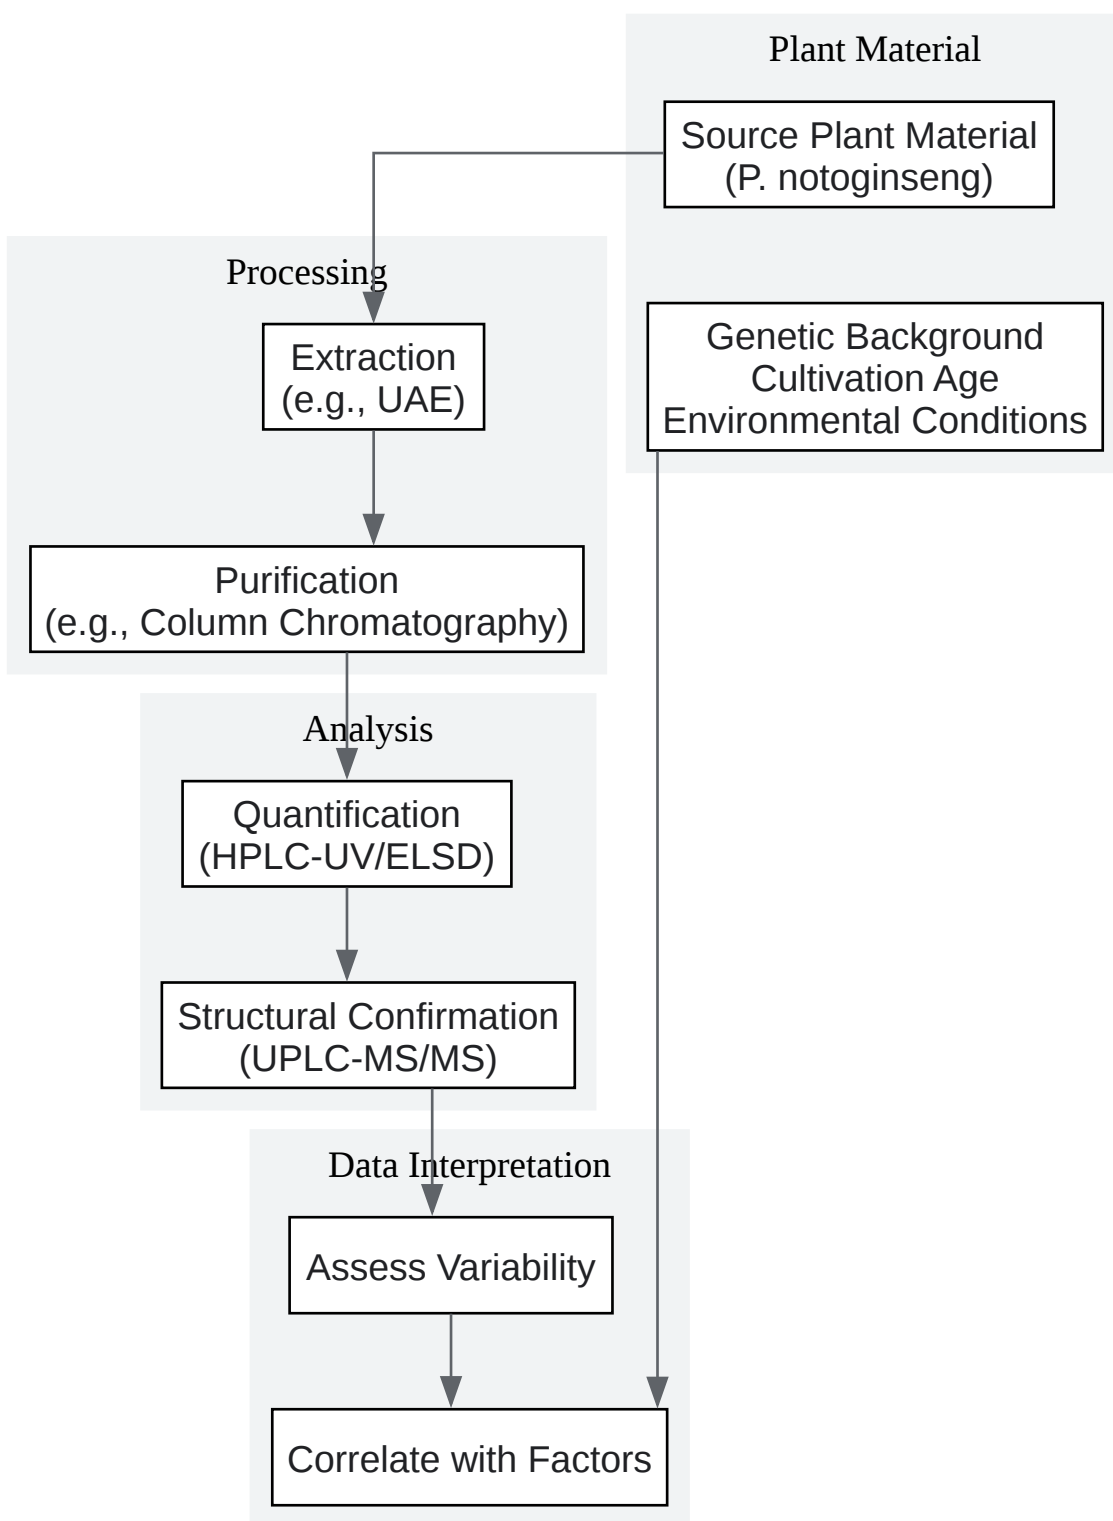 Plant Material
Source Plant Material
(P. notoginseng)
Genetic Background
Cultivation Age
Environmental Conditions
Processing
Extraction
(e.g., UAE)
Purification
(e.g., Column Chromatography)
Analysis
Quantification
(HPLC-UV/ELSD)
Structural Confirmation
(UPLC-MS/MS)
Data Interpretation
Assess Variability
Correlate with Factors